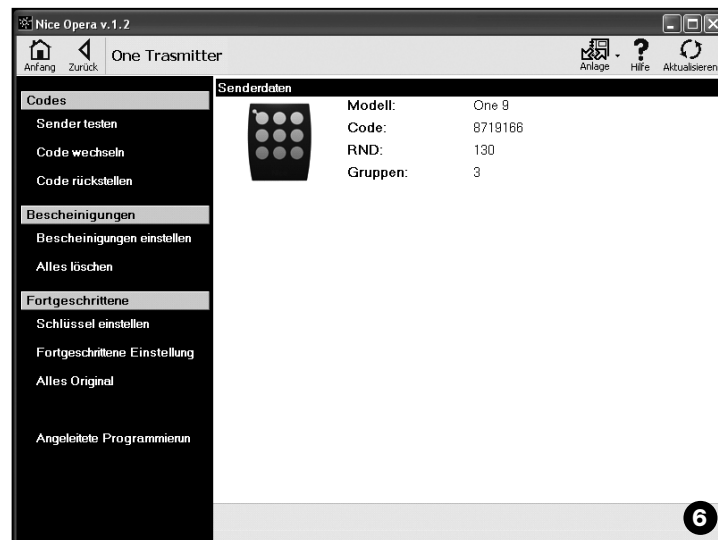 Nice Opera v.1.2
Anfang
Zurück
One Trasmitter
Anlage
Hilfe
Aktualisieren
Codes
Sender testen
Code wechseln
Code rückstellen
Bescheinigungen
Bescheinigungen einstellen
Alles löschen
Fortgeschrittene
Schlüssel einstellen
Fortgeschrittene Einstellung
Alles Original
Angeleitete Programmierun
Senderdaten
Modell: One 9
Code: 8719166
RND: 130
Gruppen: 3
6